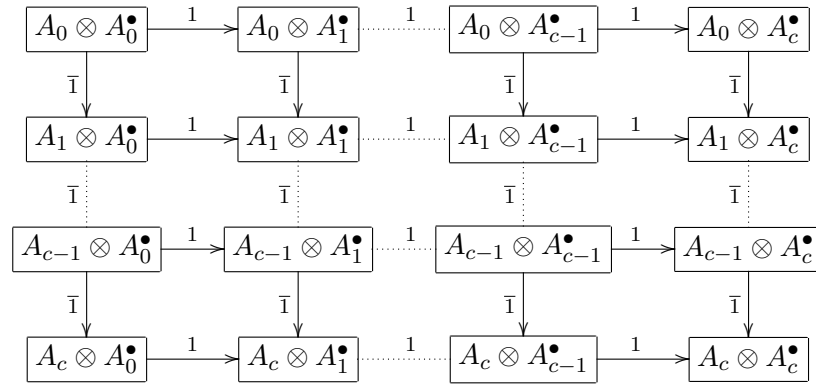 A_0 ⊗ A_0^● 1 A_0 ⊗ A_1^● 1 A_0 ⊗ A_{c−1}^● 1 A_0 ⊗ A_c^●
1̅ 1̅ 1̅ 1̅
A_1 ⊗ A_0^● 1 A_1 ⊗ A_1^● 1 A_1 ⊗ A_{c−1}^● 1 A_1 ⊗ A_c^●
1̅ 1̅ 1̅ 1̅
A_{c−1} ⊗ A_0^● 1 A_{c−1} ⊗ A_1^● 1 A_{c−1} ⊗ A_{c−1}^● 1 A_{c−1} ⊗ A_c^●
1̅ 1̅ 1̅ 1̅
A_c ⊗ A_0^● 1 A_c ⊗ A_1^● 1 A_c ⊗ A_{c−1}^● 1 A_c ⊗ A_c^●